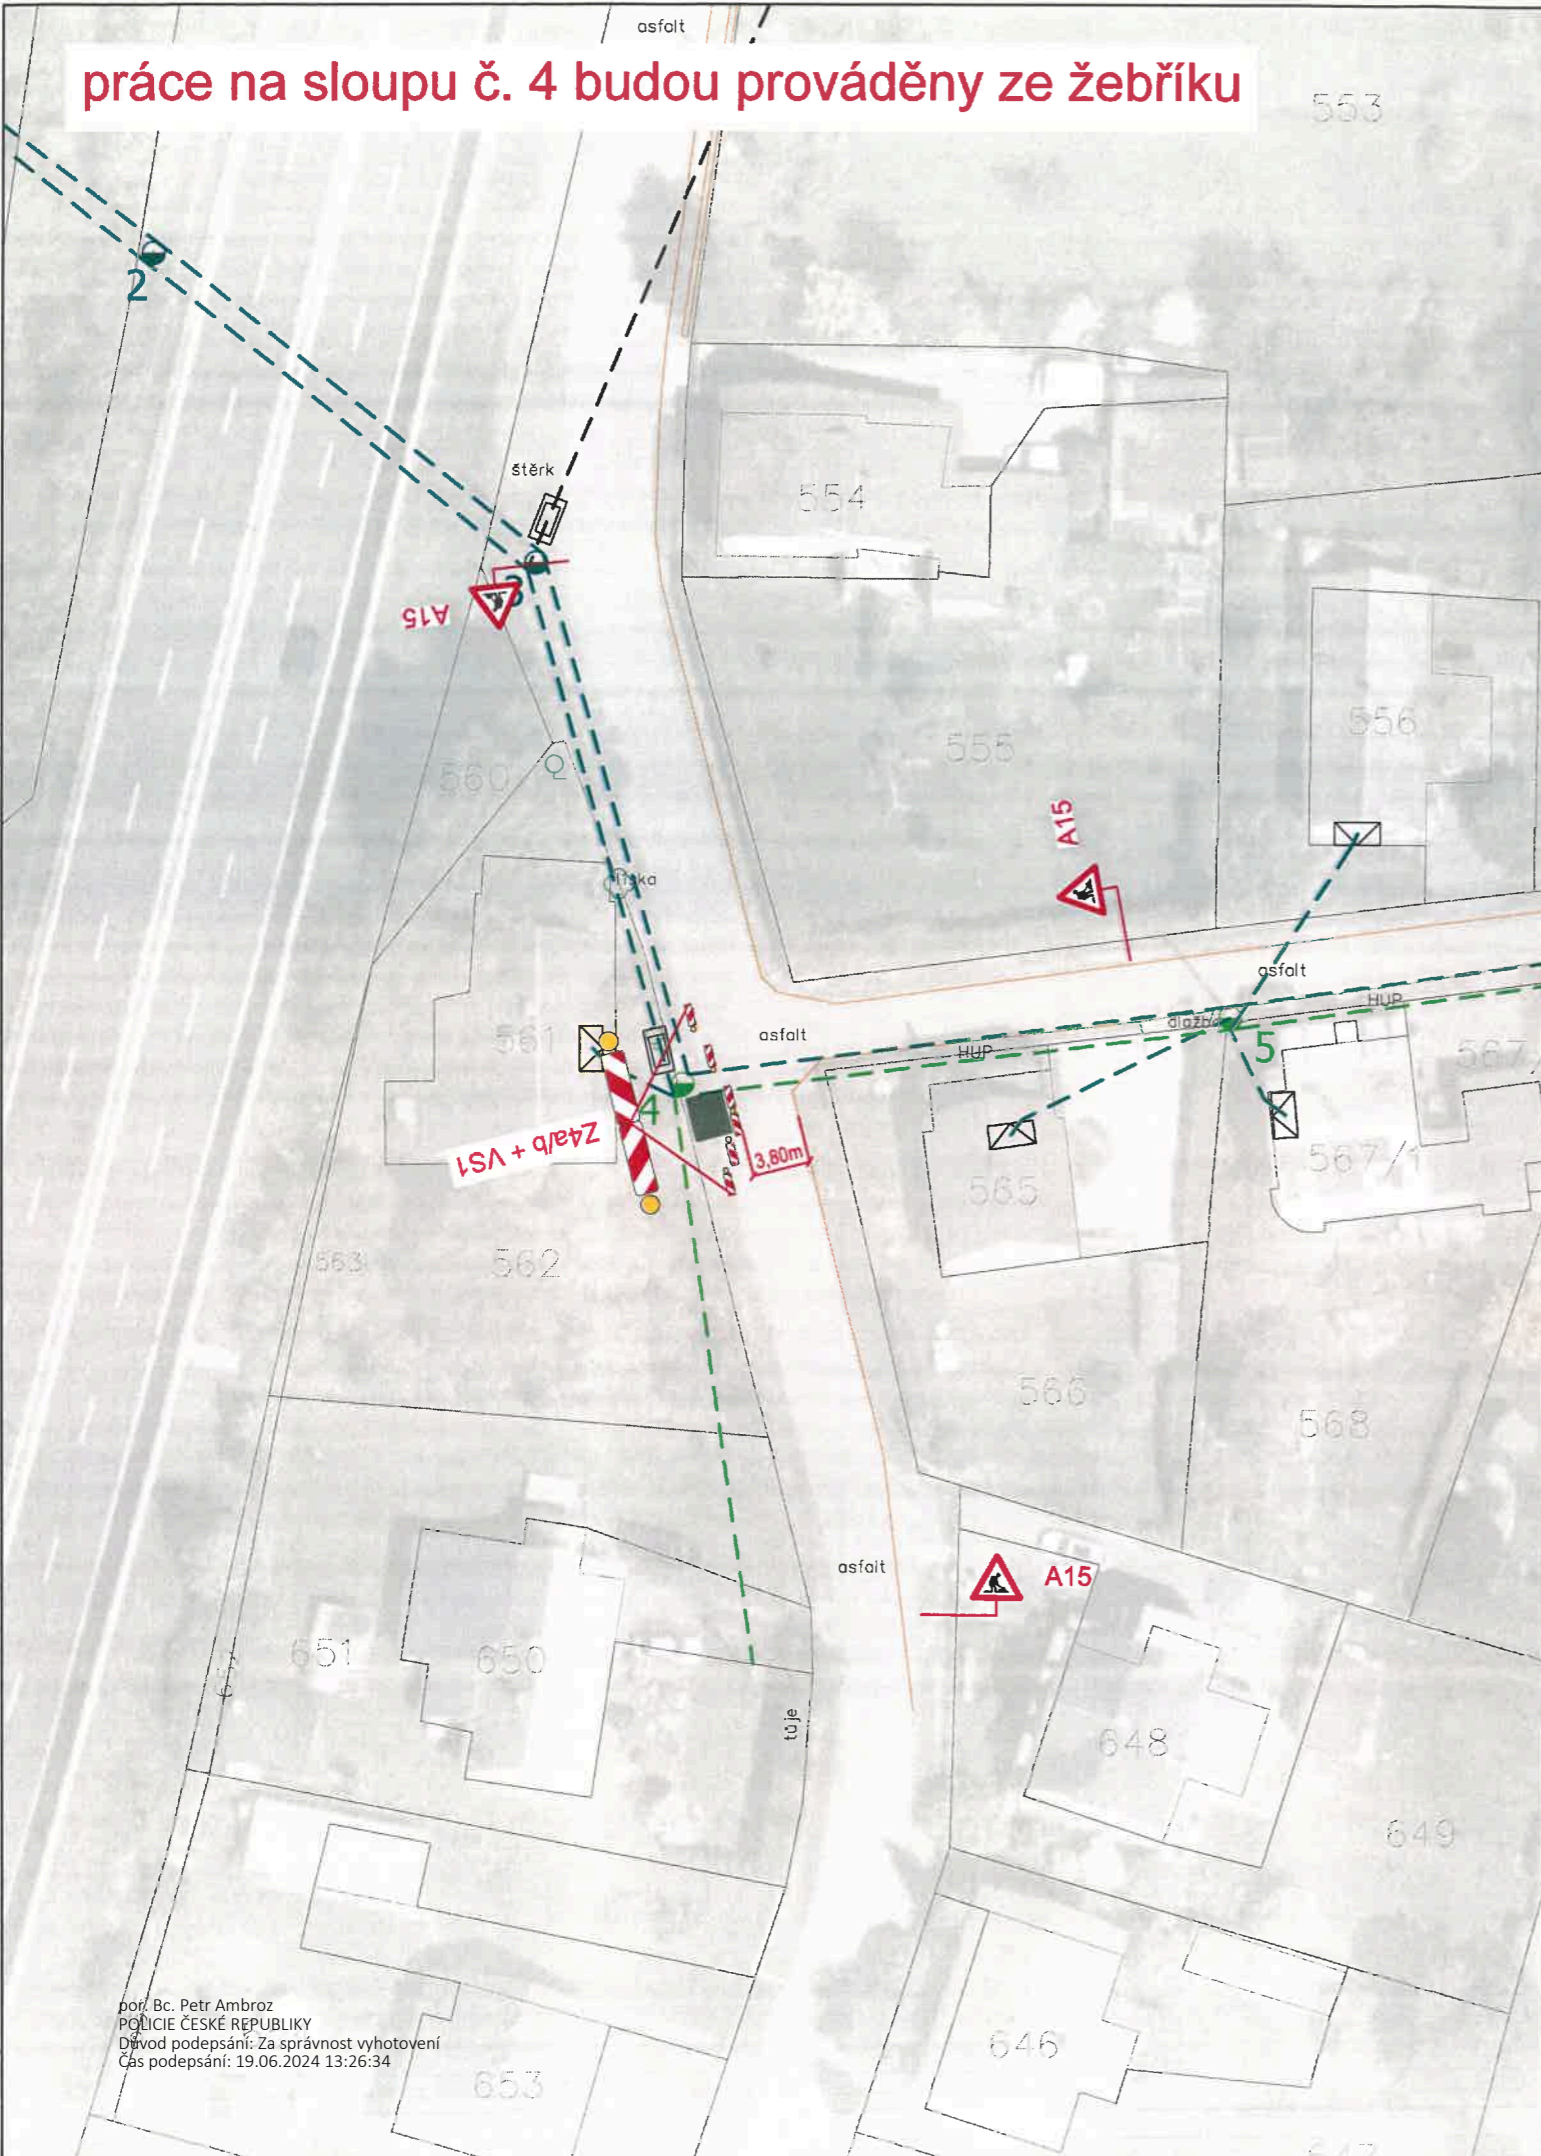 asfalt
práce na sloupu č. 4 budou prováděny ze žebříku
553
2
štěrk
554
3
A15
556
555
560
A15
asfalt
HUP
asfalt
561
HUP
5
567/
4
Z4a/b + VS1
3,80m
567/1
565
562
563
566
568
asfalt
A15
651
650
tůje
648
649
por. Bc. Petr Ambroz
POLICIE ČESKÉ REPUBLIKY
Důvod podepsání: Za správnost vyhotovení
Čas podepsání: 19.06.2024 13:26:34
646
653